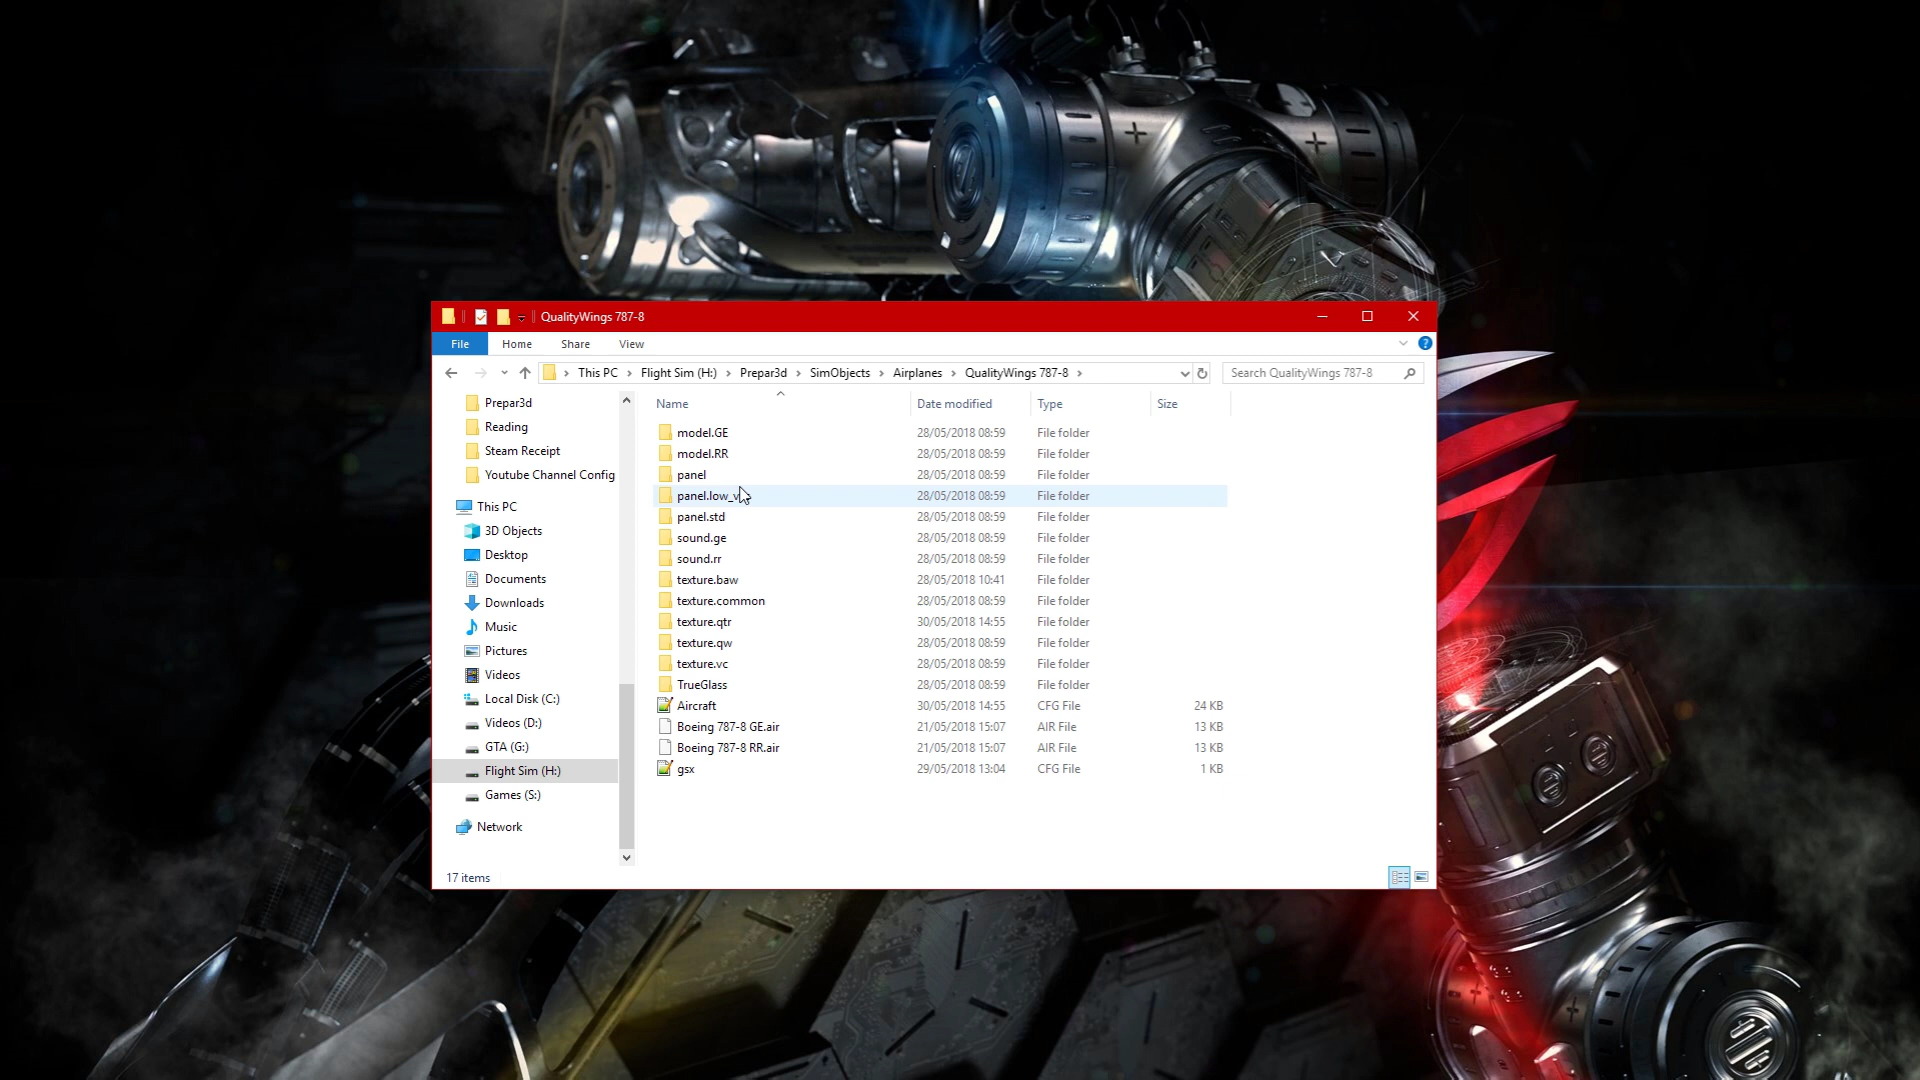 QualityWings 787-8
File Home Share View
This PC Flight Sim (H:) Prepar3d SimObjects Airplanes QualityWings 787-8
Search QualityWings 787-8
Prepar3d
Reading
Steam Receipt
Youtube Channel Config
This PC
3D Objects
Desktop
Documents
Downloads
Music
Pictures
Videos
Local Disk (C:)
Videos (D:)
GTA (G:)
Flight Sim (H:)
Games (S:)
Network
Name Date modified Type Size
model.GE 28/05/2018 08:59 File folder
model.RR 28/05/2018 08:59 File folder
panel 28/05/2018 08:59 File folder
28/05/2018 08:59 File folder
panel.std 28/05/2018 08:59 File folder
sound.ge 28/05/2018 08:59 File folder
sound.rr 28/05/2018 08:59 File folder
texture.baw 28/05/2018 10:41 File folder
texture.common 28/05/2018 08:59 File folder
texture.qtr 30/05/2018 14:55 File folder
texture.qw 28/05/2018 08:59 File folder
texture.vc 28/05/2018 08:59 File folder
TrueGlass 28/05/2018 08:59 File folder
Aircraft 30/05/2018 14:55 CFG File 24 KB
Boeing 787-8 GE.air 21/05/2018 15:07 AIR File 13 KB
Boeing 787-8 RR.air 21/05/2018 15:07 AIR File 13 KB
gsx 29/05/2018 13:04 CFG File 1 KB
17 items